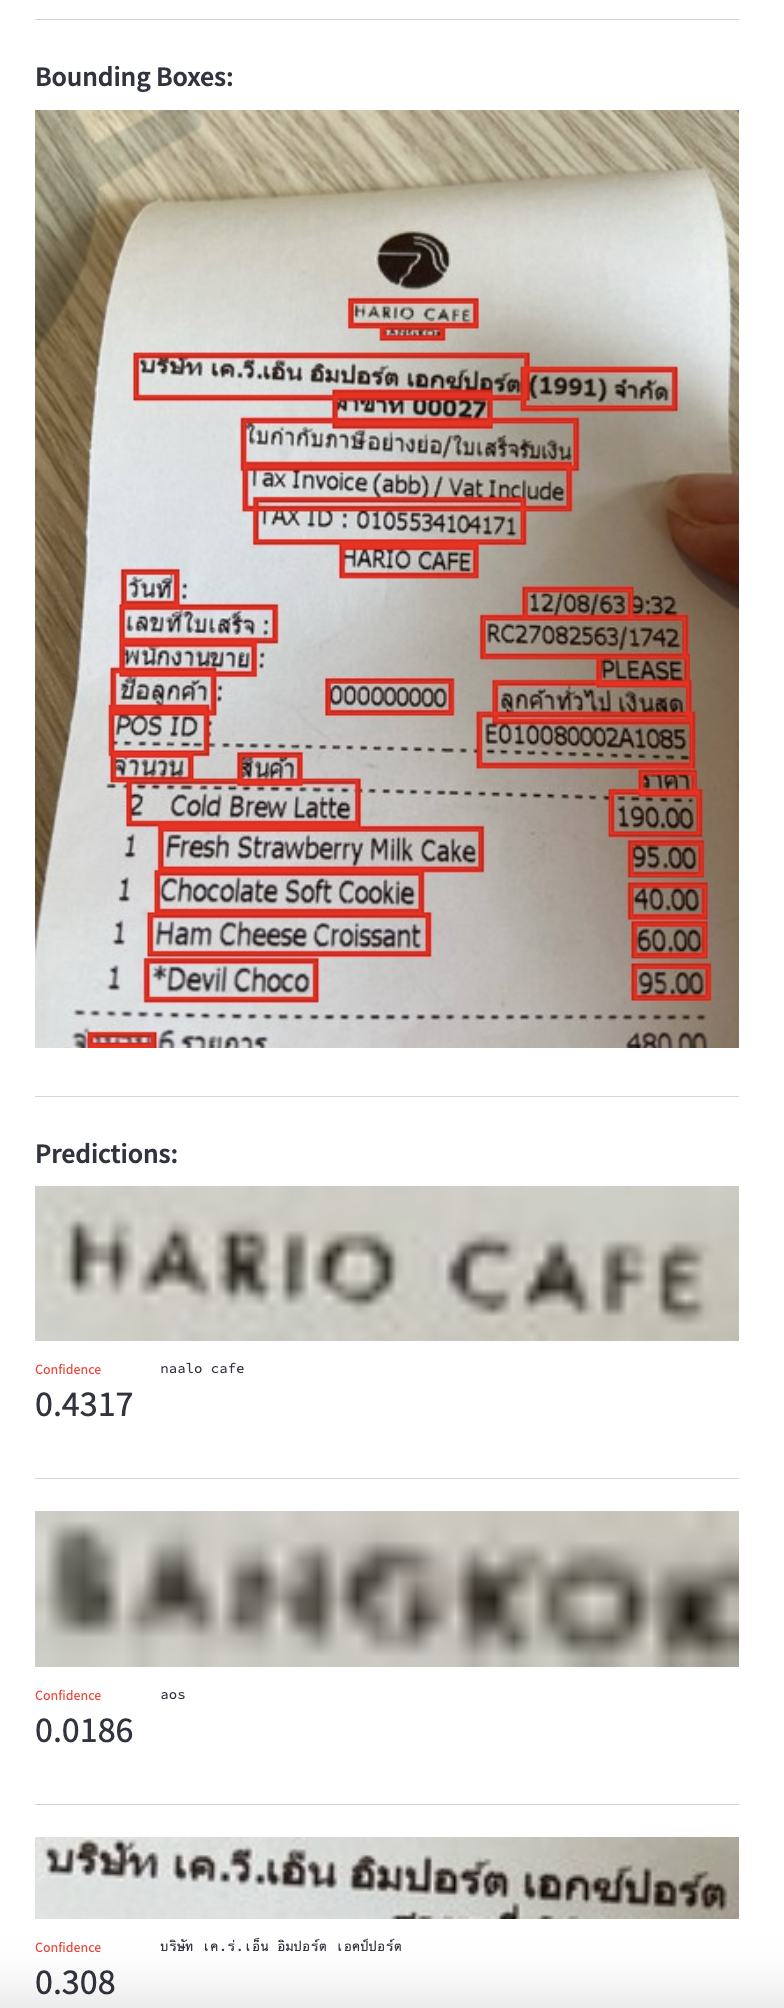 Bounding Boxes:
HARIO CAFE
บริษัท เค.วี.เอ็น อิมปอร์ต เอกซ์ปอร์ต (1991) จำกัด
สาขาที่ 00027
ใบกำกับภาษีอย่างย่อ/ใบเสร็จรับเงิน
Tax Invoice (abb) / Vat Include
TAX ID : 0105534104171
HARIO CAFE
วันที่ : 12/08/63 9:32
เลขที่ใบเสร็จ : RC27082563/1742
พนักงานขาย : PLEASE
ชื่อลูกค้า : 000000000 ลูกค้าทั่วไป เงินสด
POS ID : E010080002A1085
จำนวน สินค้า ราคา
2 Cold Brew Latte 190.00
1 Fresh Strawberry Milk Cake 95.00
1 Chocolate Soft Cookie 40.00
1 Ham Cheese Croissant 60.00
1 *Devil Choco 95.00
6 รายการ 480.00
Predictions:
HARIO CAFE
Confidence naalo cafe
0.4317
BANGKOK
Confidence aos
0.0186
บริษัท เค.วี.เอ็น อิมปอร์ต เอกซ์ปอร์ต
Confidence บริษัท เค.ร่.เอ็น อิมปอร์ต เอคป์ปอร์ต
0.308